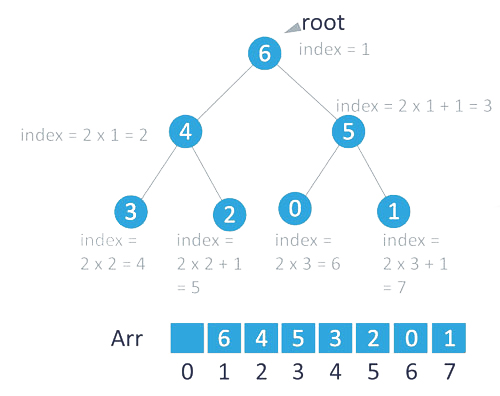 root
6
index = 1
index = 2 x 1 + 1 = 3
index = 2 x 1 = 2
4
5
3
2
0
1
index =
2 x 2 = 4
index =
2 x 2 + 1
= 5
index =
2 x 3 = 6
index =
2 x 3 + 1
= 7
Arr
6 4 5 3 2 0 1
0 1 2 3 4 5 6 7